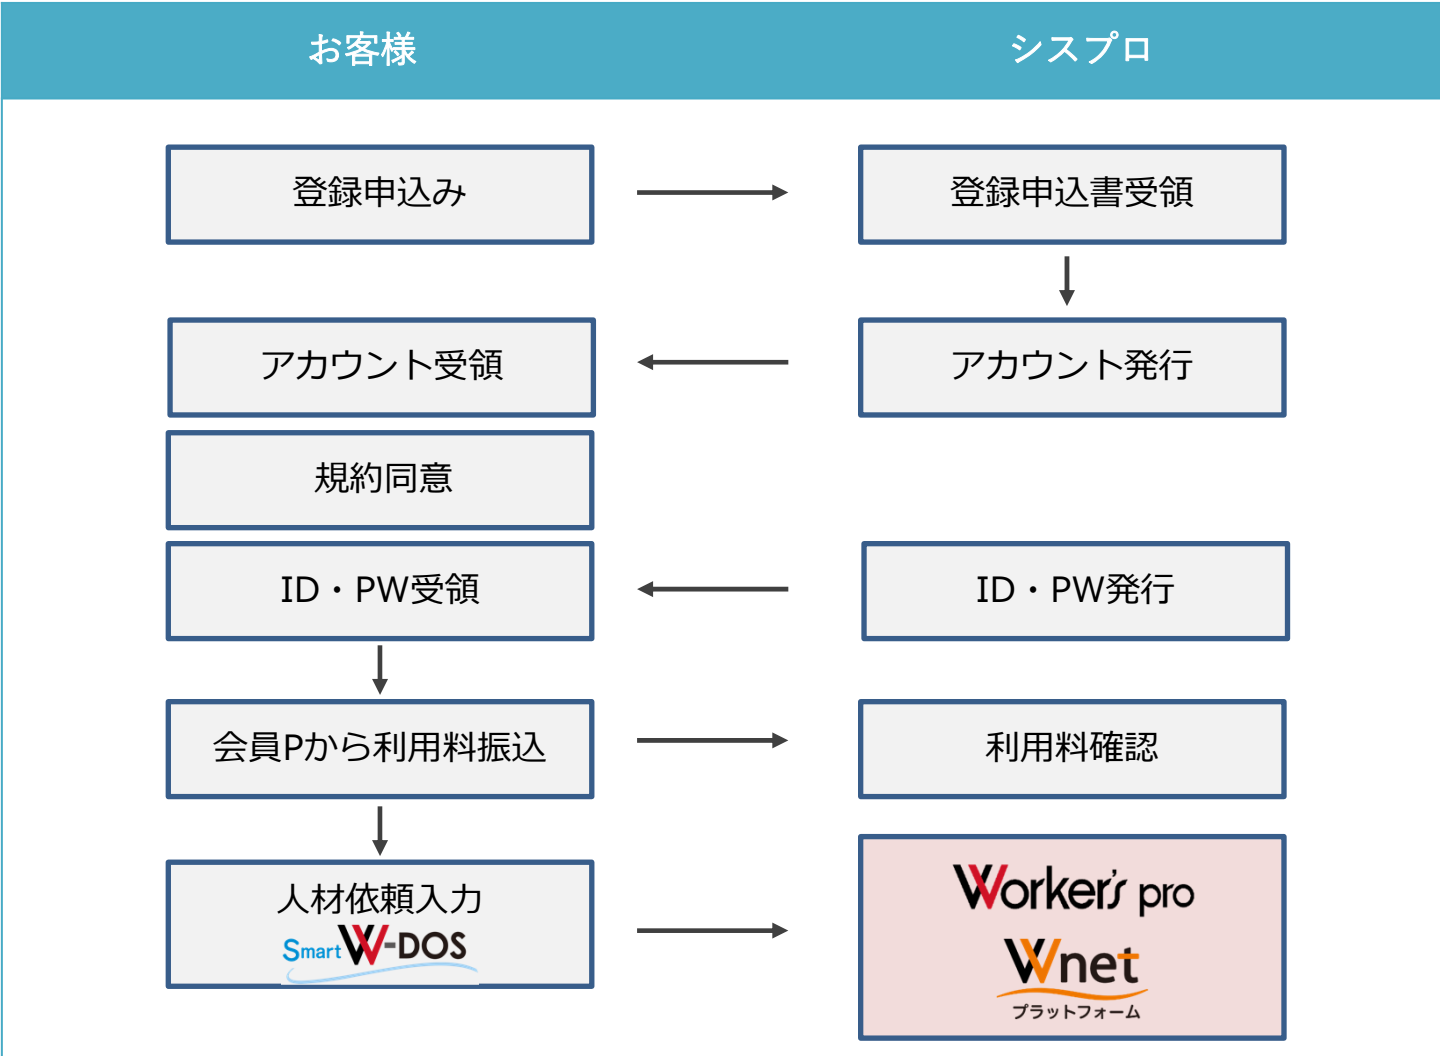 お客様
シスプロ
登録申込み
登録申込書受領
アカウント受領
アカウント発行
規約同意
ID・PW受領
ID・PW発行
会員Pから利用料振込
利用料確認
人材依頼入力
Smart W-DOS
Worker's pro
Wnet
プラットフォーム